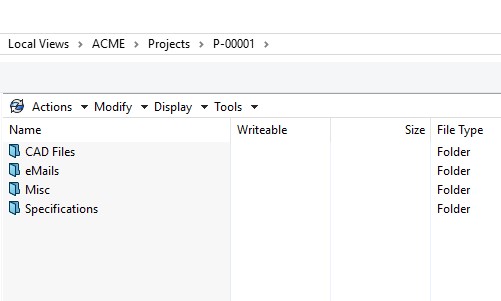 Local Views > ACME > Projects > P-00001 >
Actions Modify Display Tools
Name Writeable Size File Type
CAD Files Folder
eMails Folder
Misc Folder
Specifications Folder